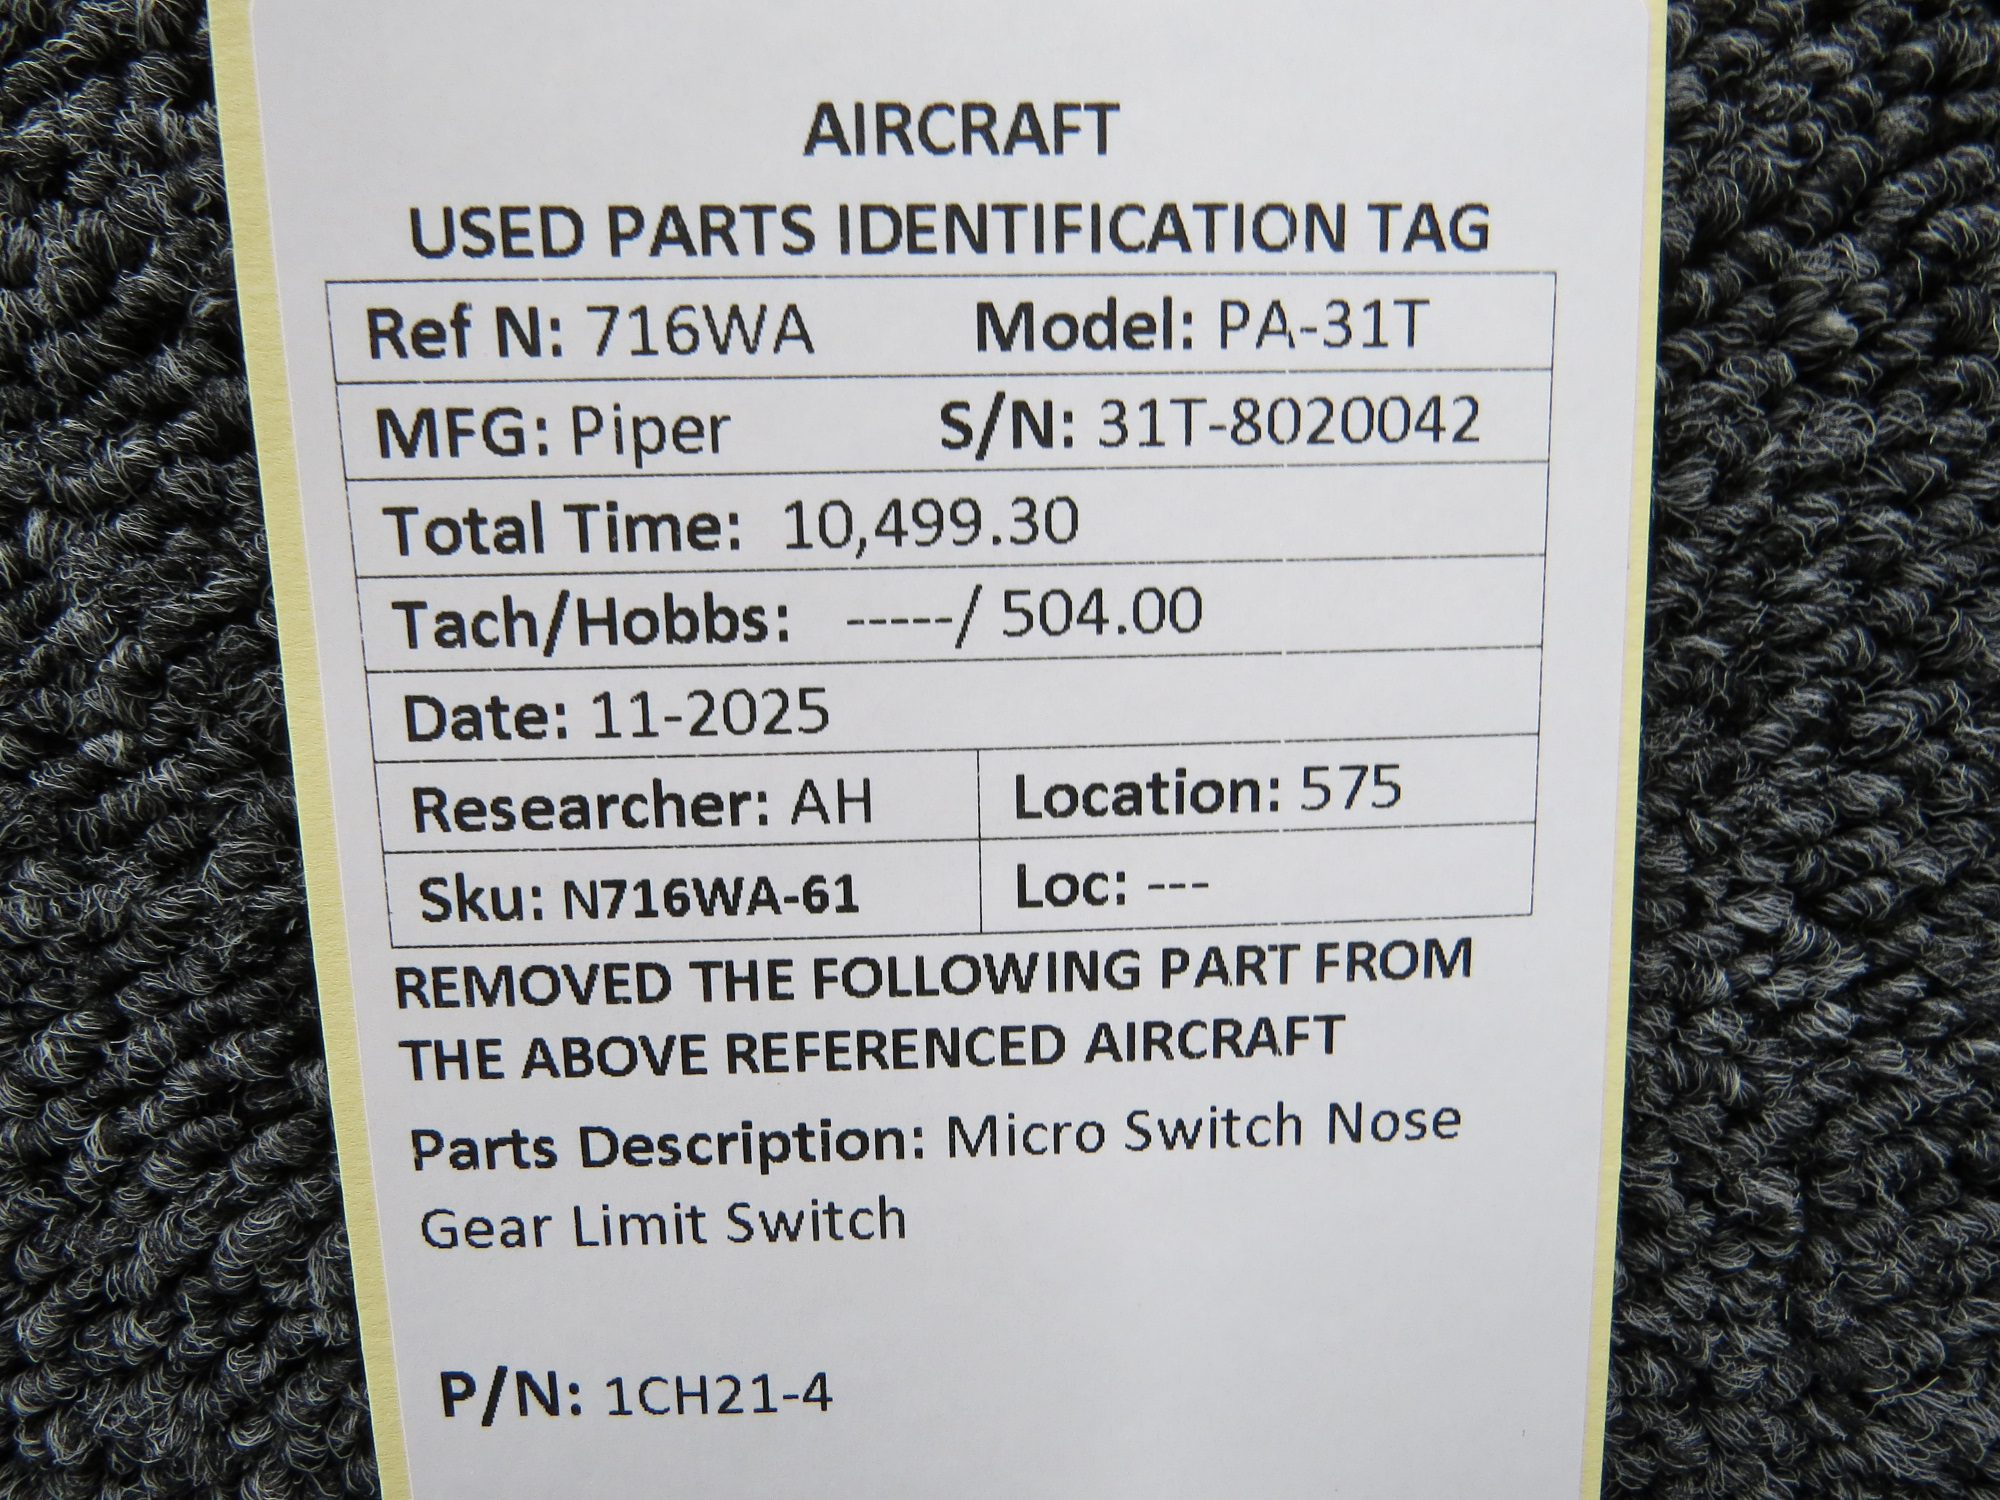 AIRCRAFT
USED PARTS IDENTIFICATION TAG
Ref N: 716WA Model: PA-31T
MFG: Piper S/N: 31T-8020042
Total Time: 10,499.30
Tach/Hobbs: -----/ 504.00
Date: 11-2025
Researcher: AH Location: 575
Sku: N716WA-61 Loc: ---
REMOVED THE FOLLOWING PART FROM
THE ABOVE REFERENCED AIRCRAFT
Parts Description: Micro Switch Nose
Gear Limit Switch
P/N: 1CH21-4